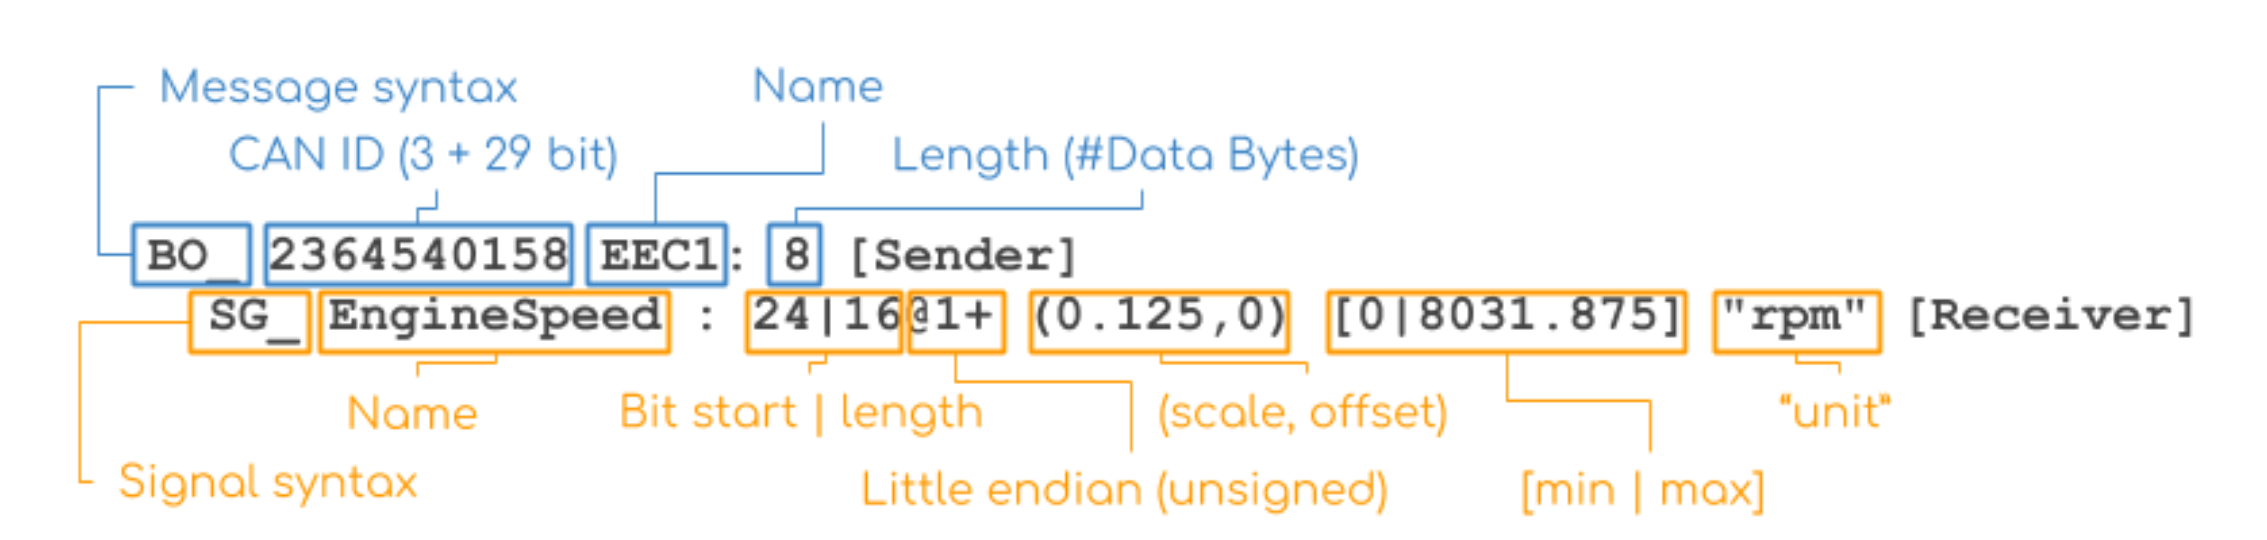 Message syntax
Name
CAN ID (3 + 29 bit)
Length (#Data Bytes)
BO_ 2364540158 EEC1: 8 [Sender]
SG_ EngineSpeed : 24|16@1+ (0.125,0) [0|8031.875] "rpm" [Receiver]
Name
Bit start | length
(scale, offset)
“unit”
Signal syntax
Little endian (unsigned)
[min | max]